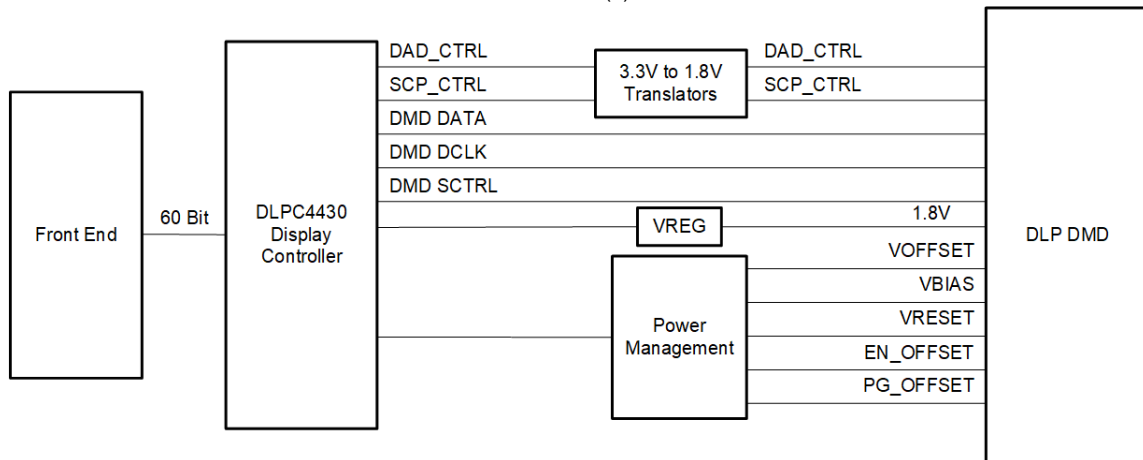 DAD_CTRL
SCP_CTRL
DMD DATA
DMD DCLK
DMD SCTRL
3.3V to 1.8V
Translators
DAD_CTRL
SCP_CTRL
Front End
60 Bit
DLPC4430
Display
Controller
VREG
1.8V
DLP DMD
VOFFSET
VBIAS
VRESET
EN_OFFSET
PG_OFFSET
Power
Management